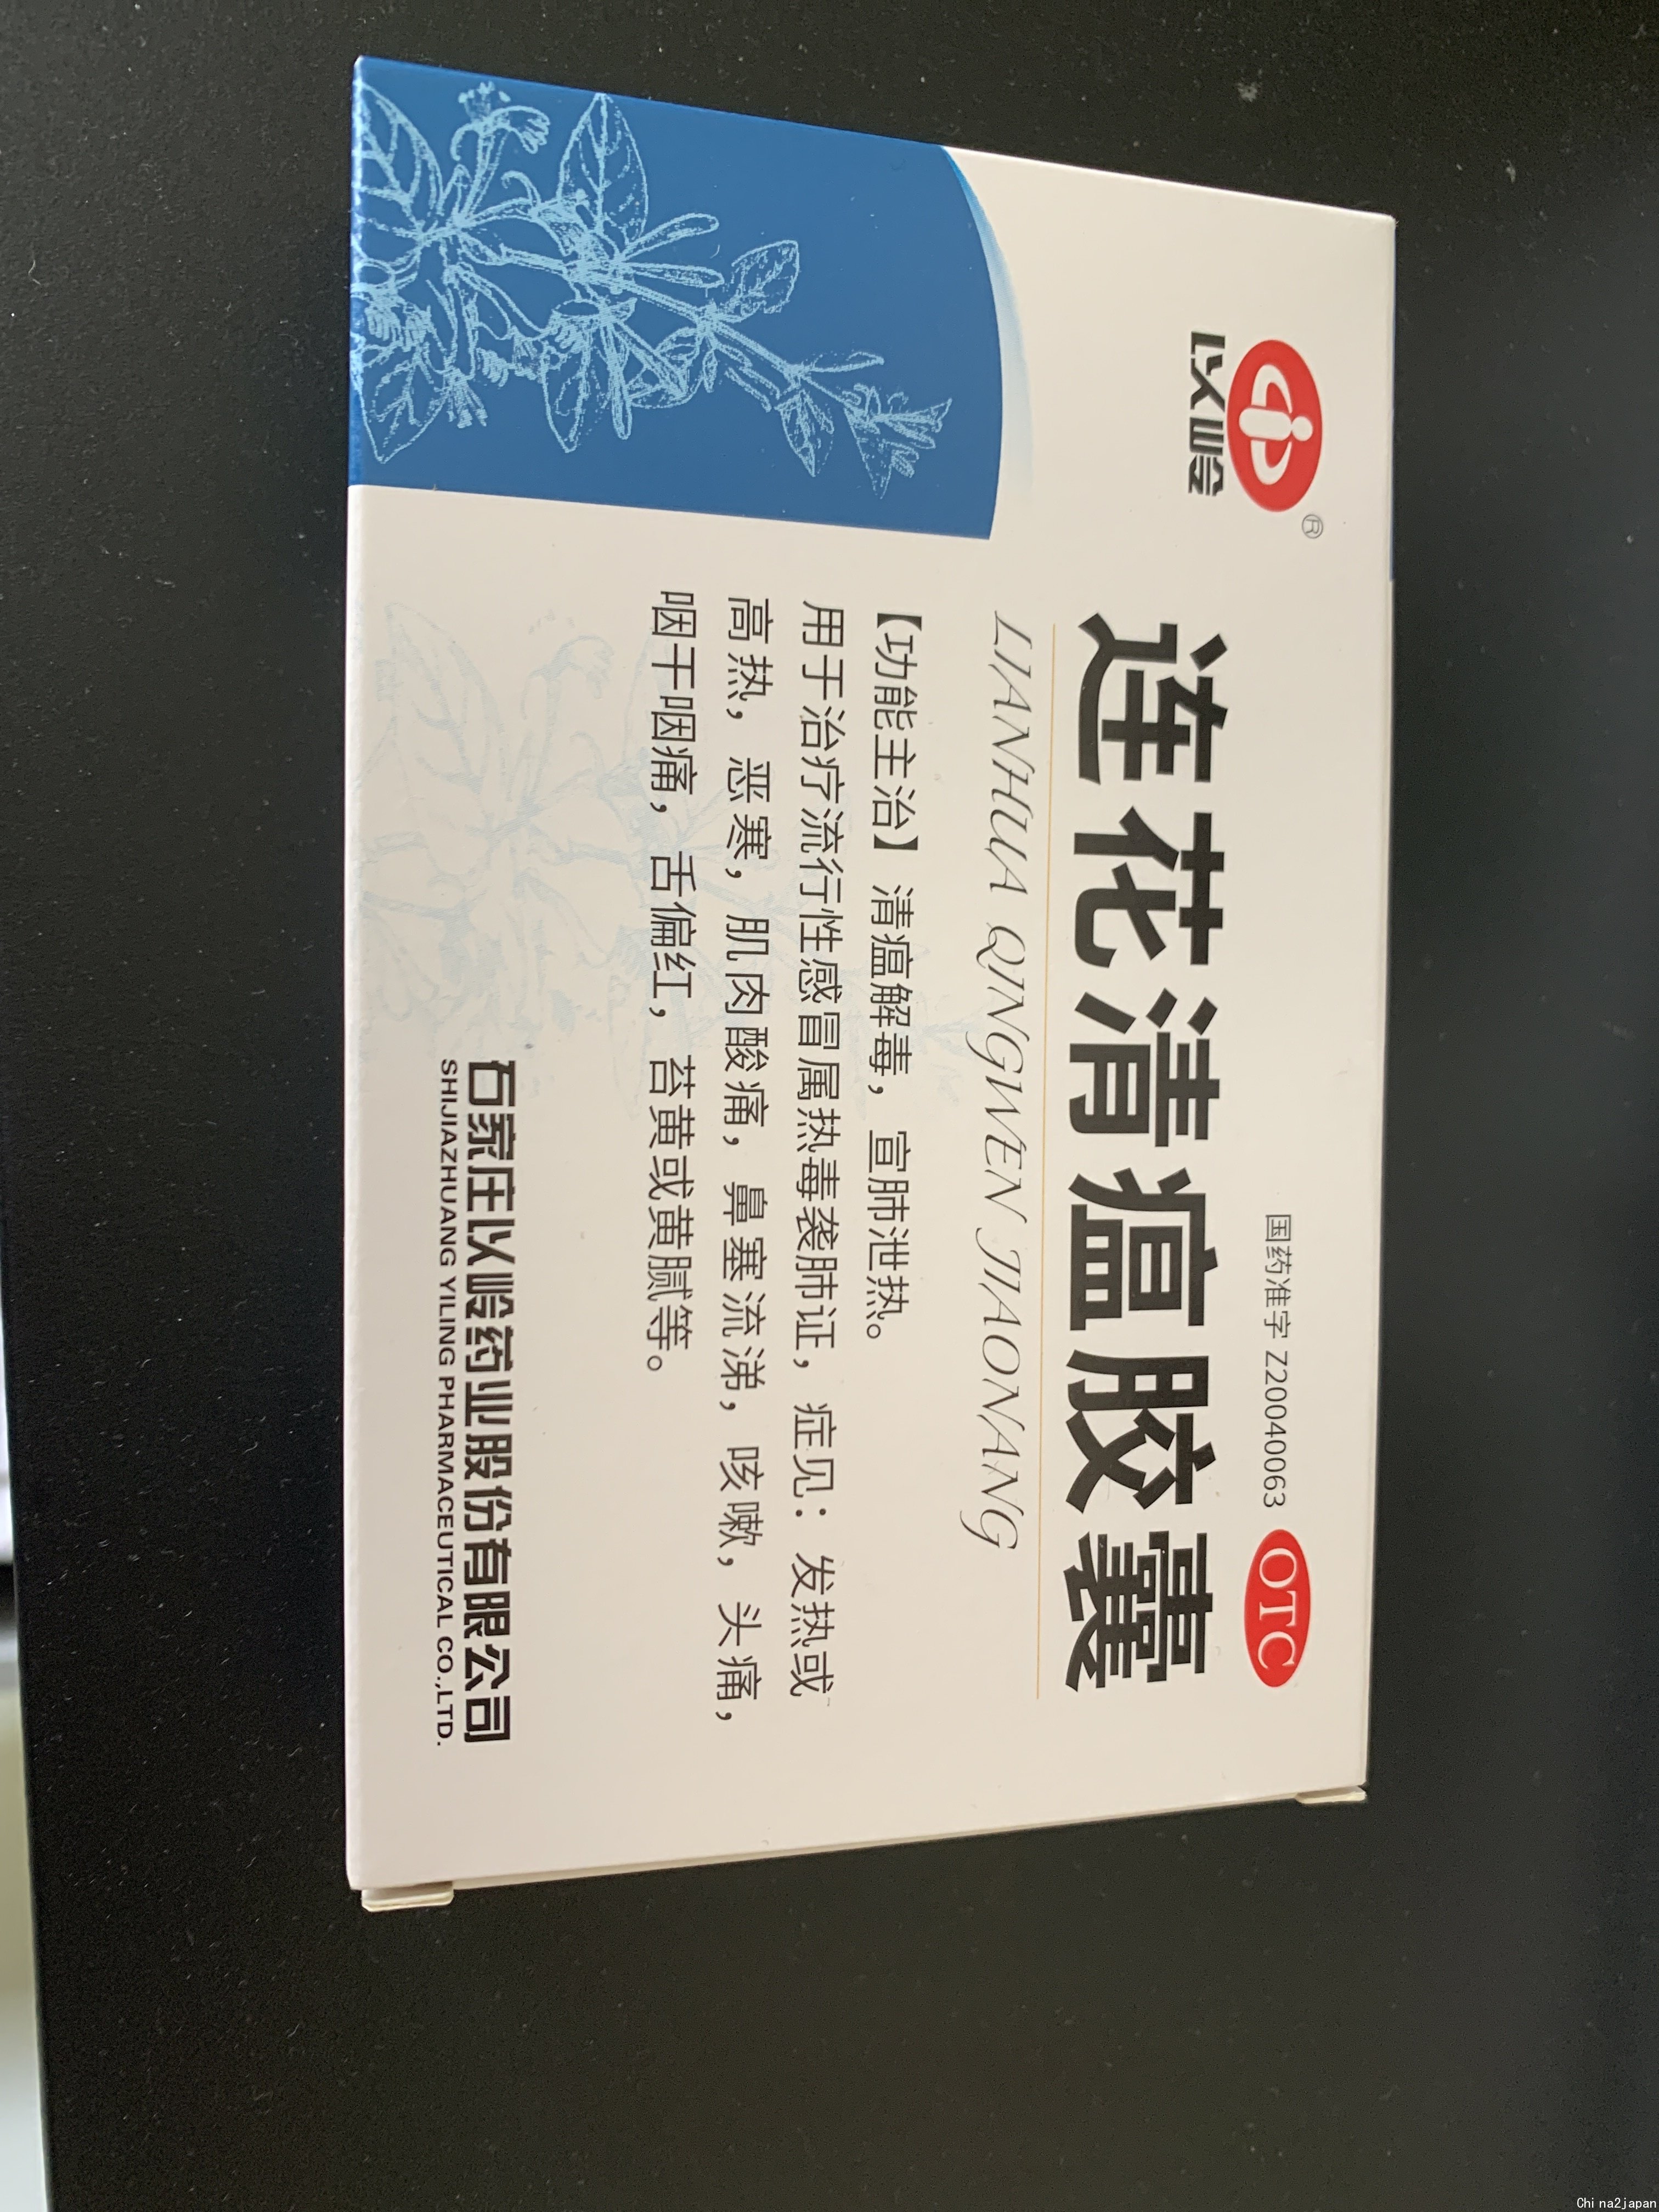 以岭
®
国药准字 Z20040063
OTC
连花清瘟胶囊
LIANHUA QINGWEN JIAONANG
【功能主治】清瘟解毒，宣肺泄热。
用于治疗流行性感冒属热毒袭肺证，症见：发热或
高热，恶寒，肌肉酸痛，鼻塞流涕，咳嗽，头痛，
咽干咽痛，舌偏红，苔黄或黄腻等。
石家庄以岭药业股份有限公司
SHIJIAZHUANG YILING PHARMACEUTICAL CO.,LTD.
Chi na2japan